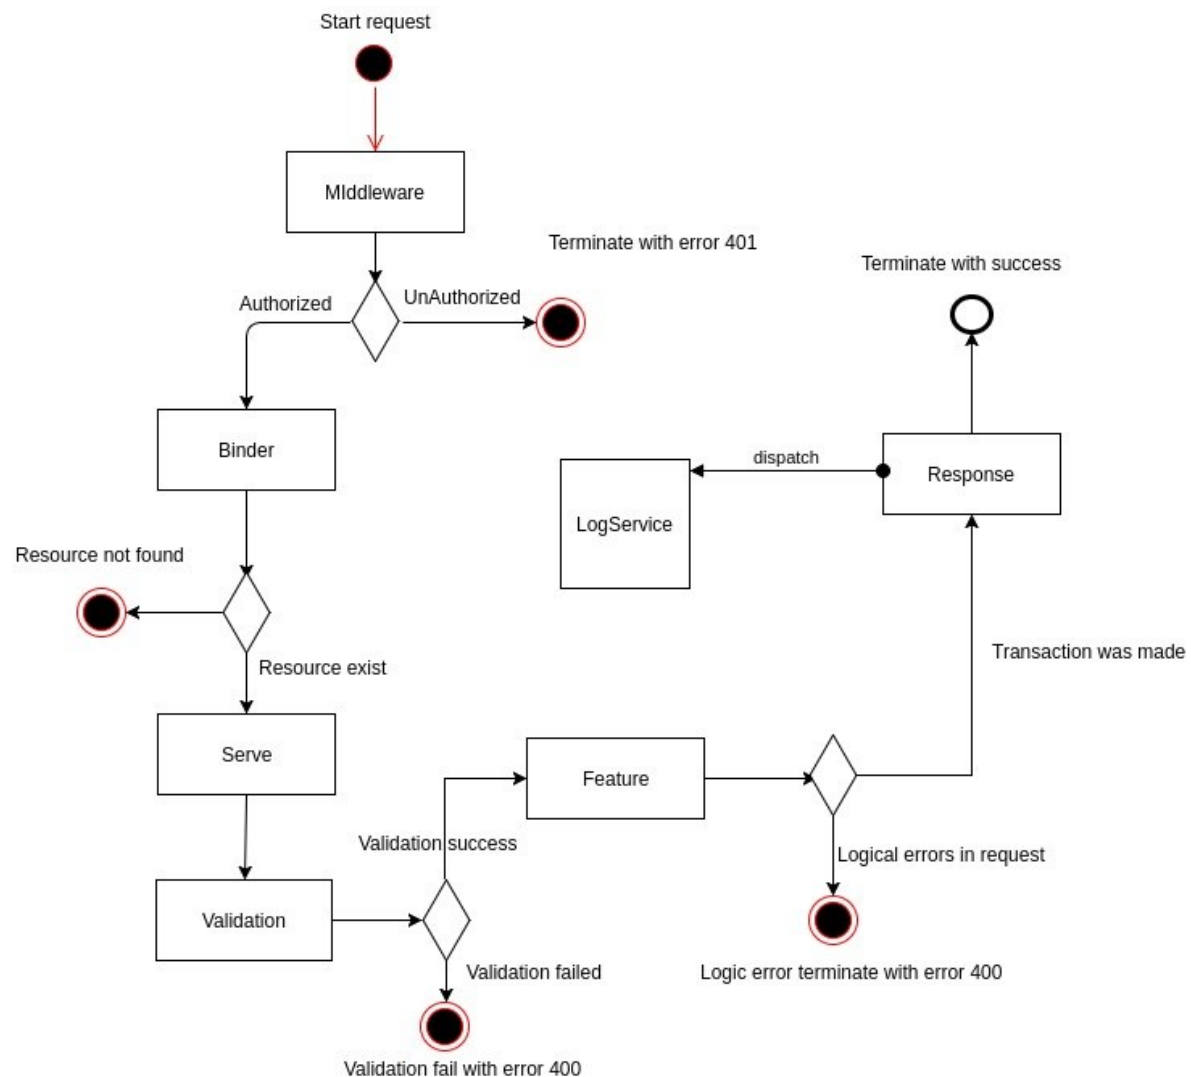 Start request
MIddleware
Terminate with error 401
Terminate with success
Authorized
UnAuthorized
Binder
dispatch
Response
LogService
Resource not found
Resource exist
Transaction was made
Serve
Feature
Validation success
Logical errors in request
Validation
Validation failed
Logic error terminate with error 400
Validation fail with error 400